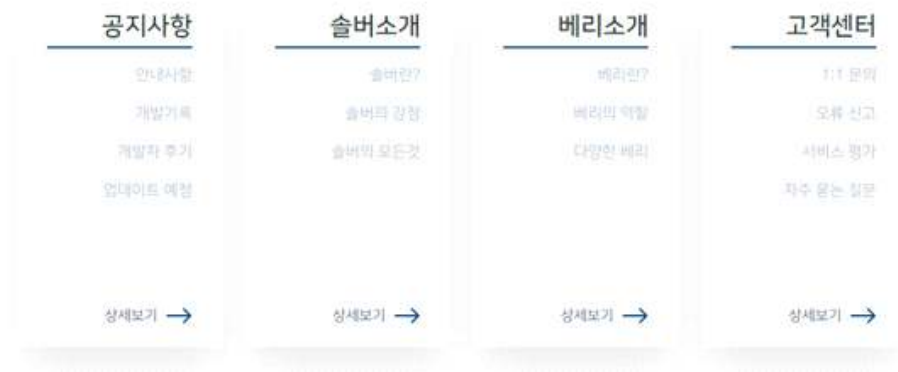 공지사항
안내사항
개발기록
개발자 후기
업데이트 예정
상세보기
솔버소개
솔버란?
솔버의 강점
솔버의 모든것
상세보기
베리소개
베리란?
베리의 역할
다양한 베리
상세보기
고객센터
1:1 문의
오류 신고
서비스 평가
자주 묻는 질문
상세보기